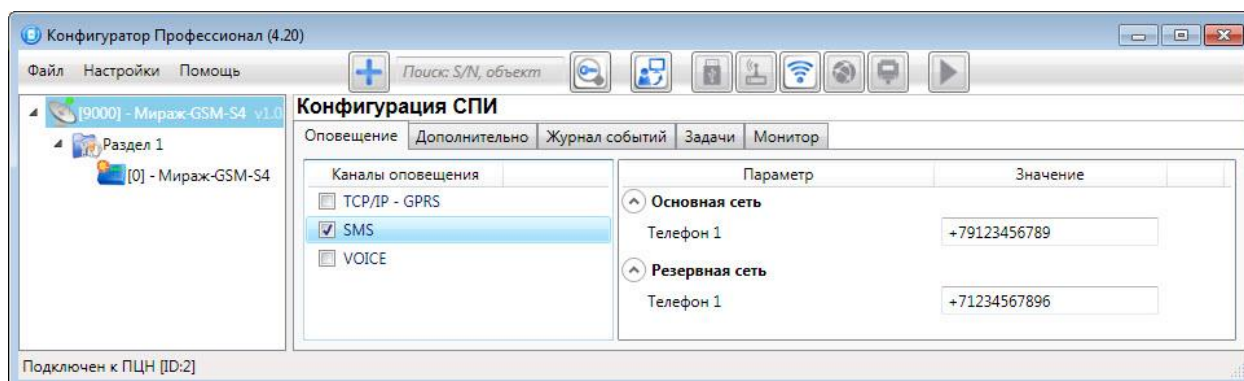 Конфигуратор Профессионал (4.20)
Файл Настройки Помощь
Поиск: S/N, объект
[9000] - Мираж-GSM-S4 v1.0
Раздел 1
[0] - Мираж-GSM-S4
Конфигурация СПИ
Оповещение Дополнительно Журнал событий Задачи Монитор
Каналы оповещения
TCP/IP - GPRS
SMS
VOICE
Параметр Значение
Основная сеть
Телефон 1 +79123456789
Резервная сеть
Телефон 1 +71234567896
Подключен к ПЦН [ID:2]